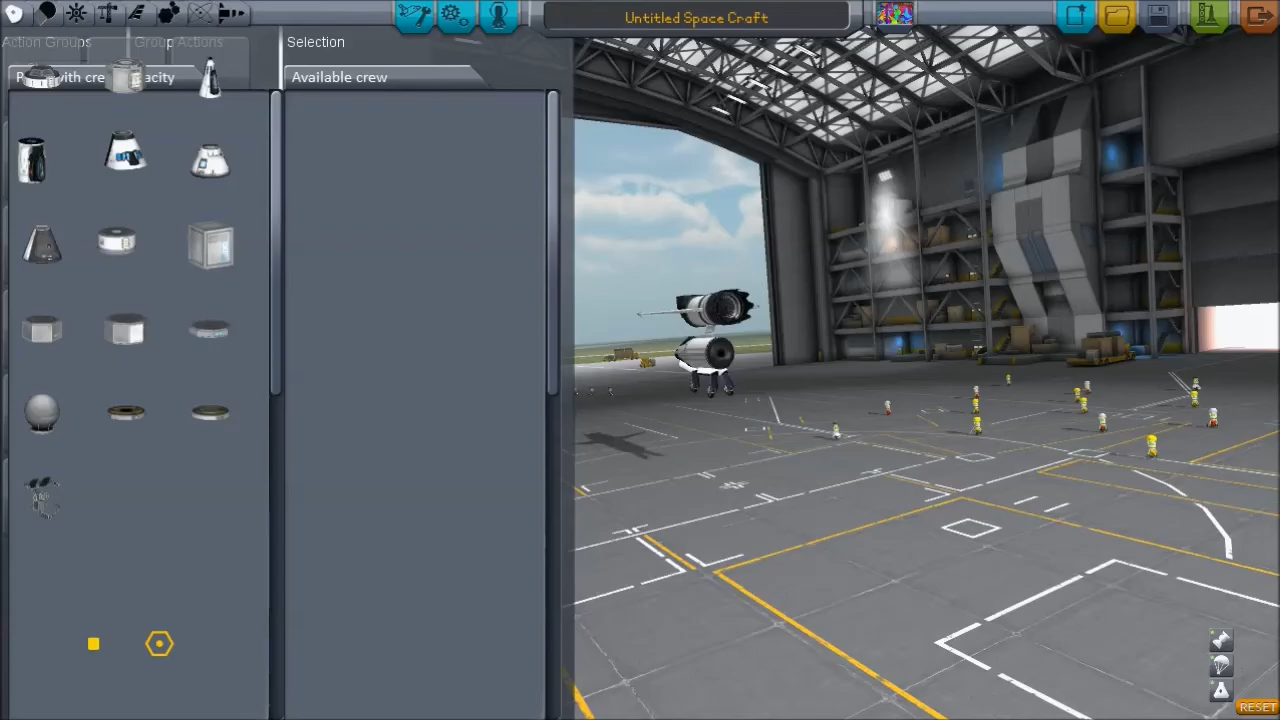 Untitled Space Craft
Action Groups
Group Actions
Selection
Available crew
RESET